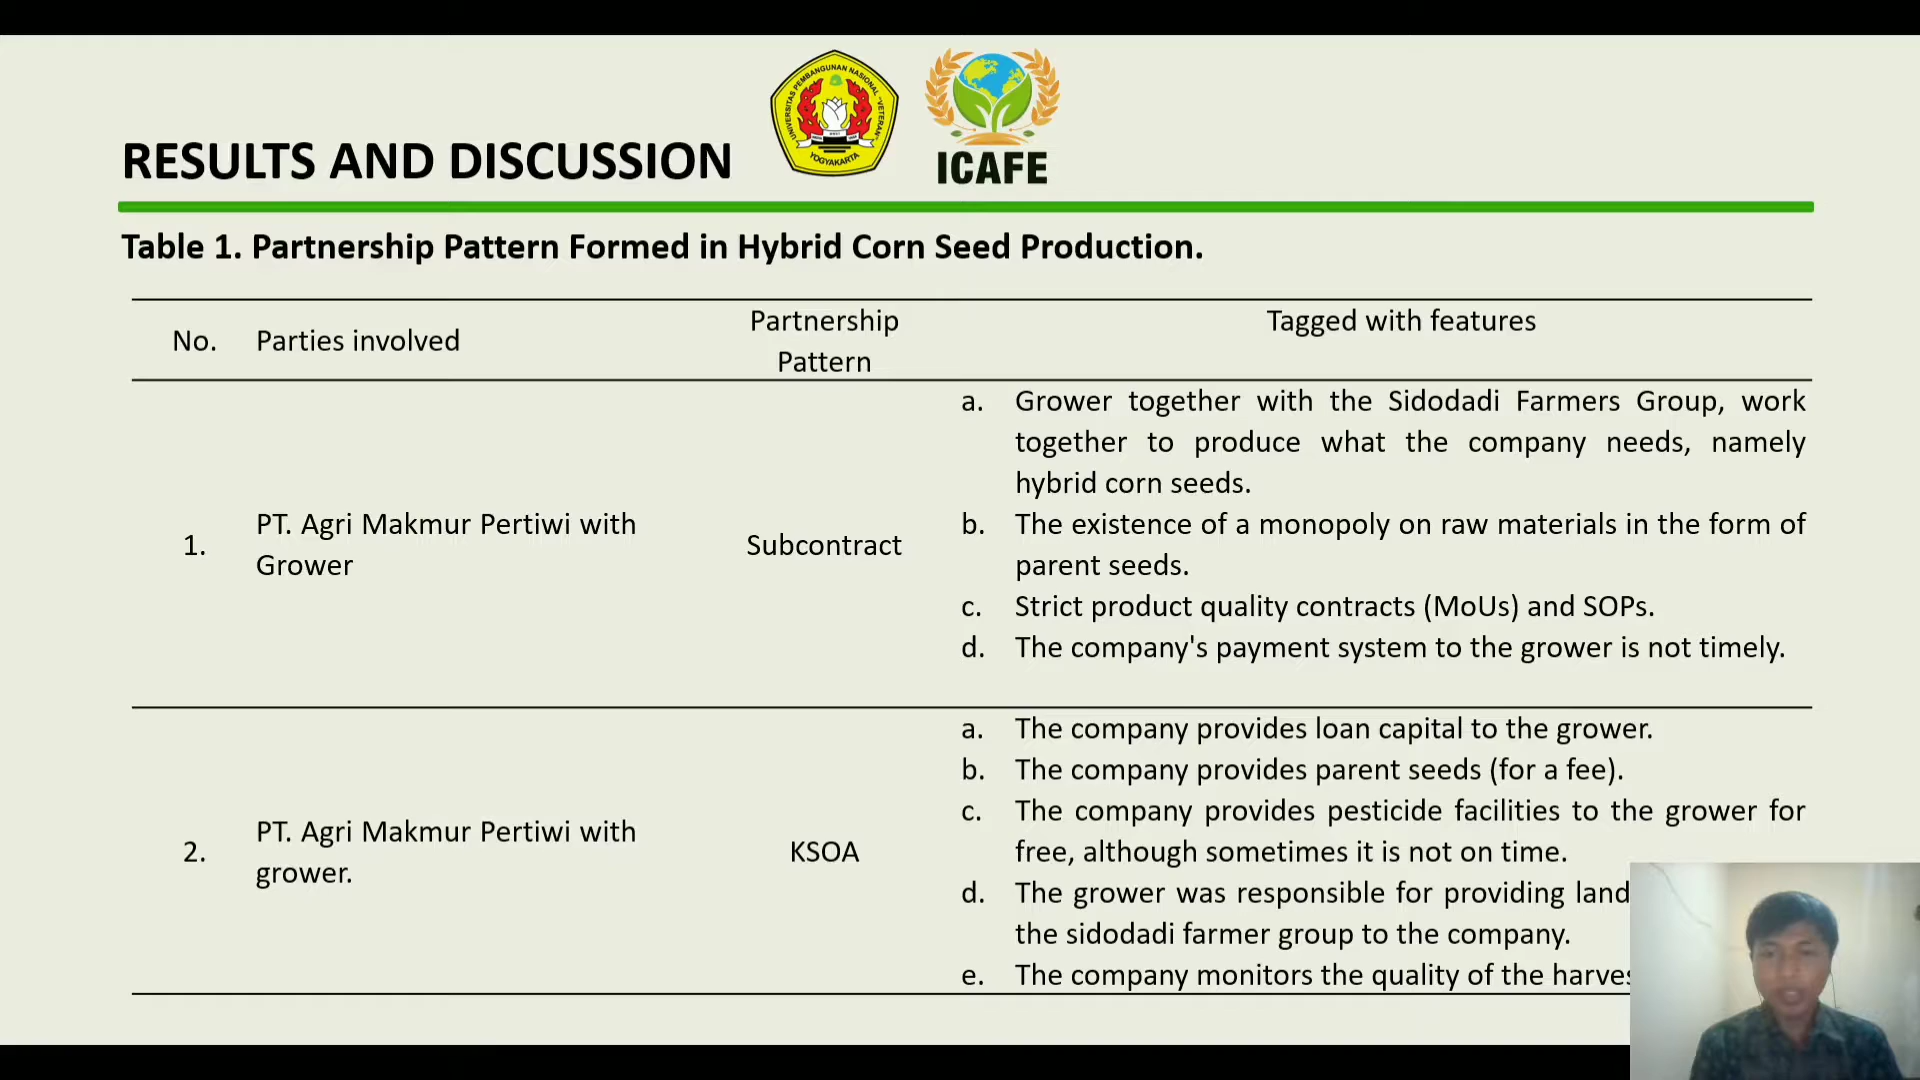 UNIVERSITAS PEMBANGUNAN NASIONAL "VETERAN"
YOGYAKARTA
ICAFE
RESULTS AND DISCUSSION
Table 1. Partnership Pattern Formed in Hybrid Corn Seed Production.
No. Parties involved Partnership Pattern Tagged with features
1. PT. Agri Makmur Pertiwi with
Grower
Subcontract
a. Grower together with the Sidodadi Farmers Group, work
together to produce what the company needs, namely
hybrid corn seeds.
b. The existence of a monopoly on raw materials in the form of
parent seeds.
c. Strict product quality contracts (MoUs) and SOPs.
d. The company's payment system to the grower is not timely.
2. PT. Agri Makmur Pertiwi with
grower.
KSOA
a. The company provides loan capital to the grower.
b. The company provides parent seeds (for a fee).
c. The company provides pesticide facilities to the grower for
free, although sometimes it is not on time.
d. The grower was responsible for providing land
the sidodadi farmer group to the company.
e. The company monitors the quality of the